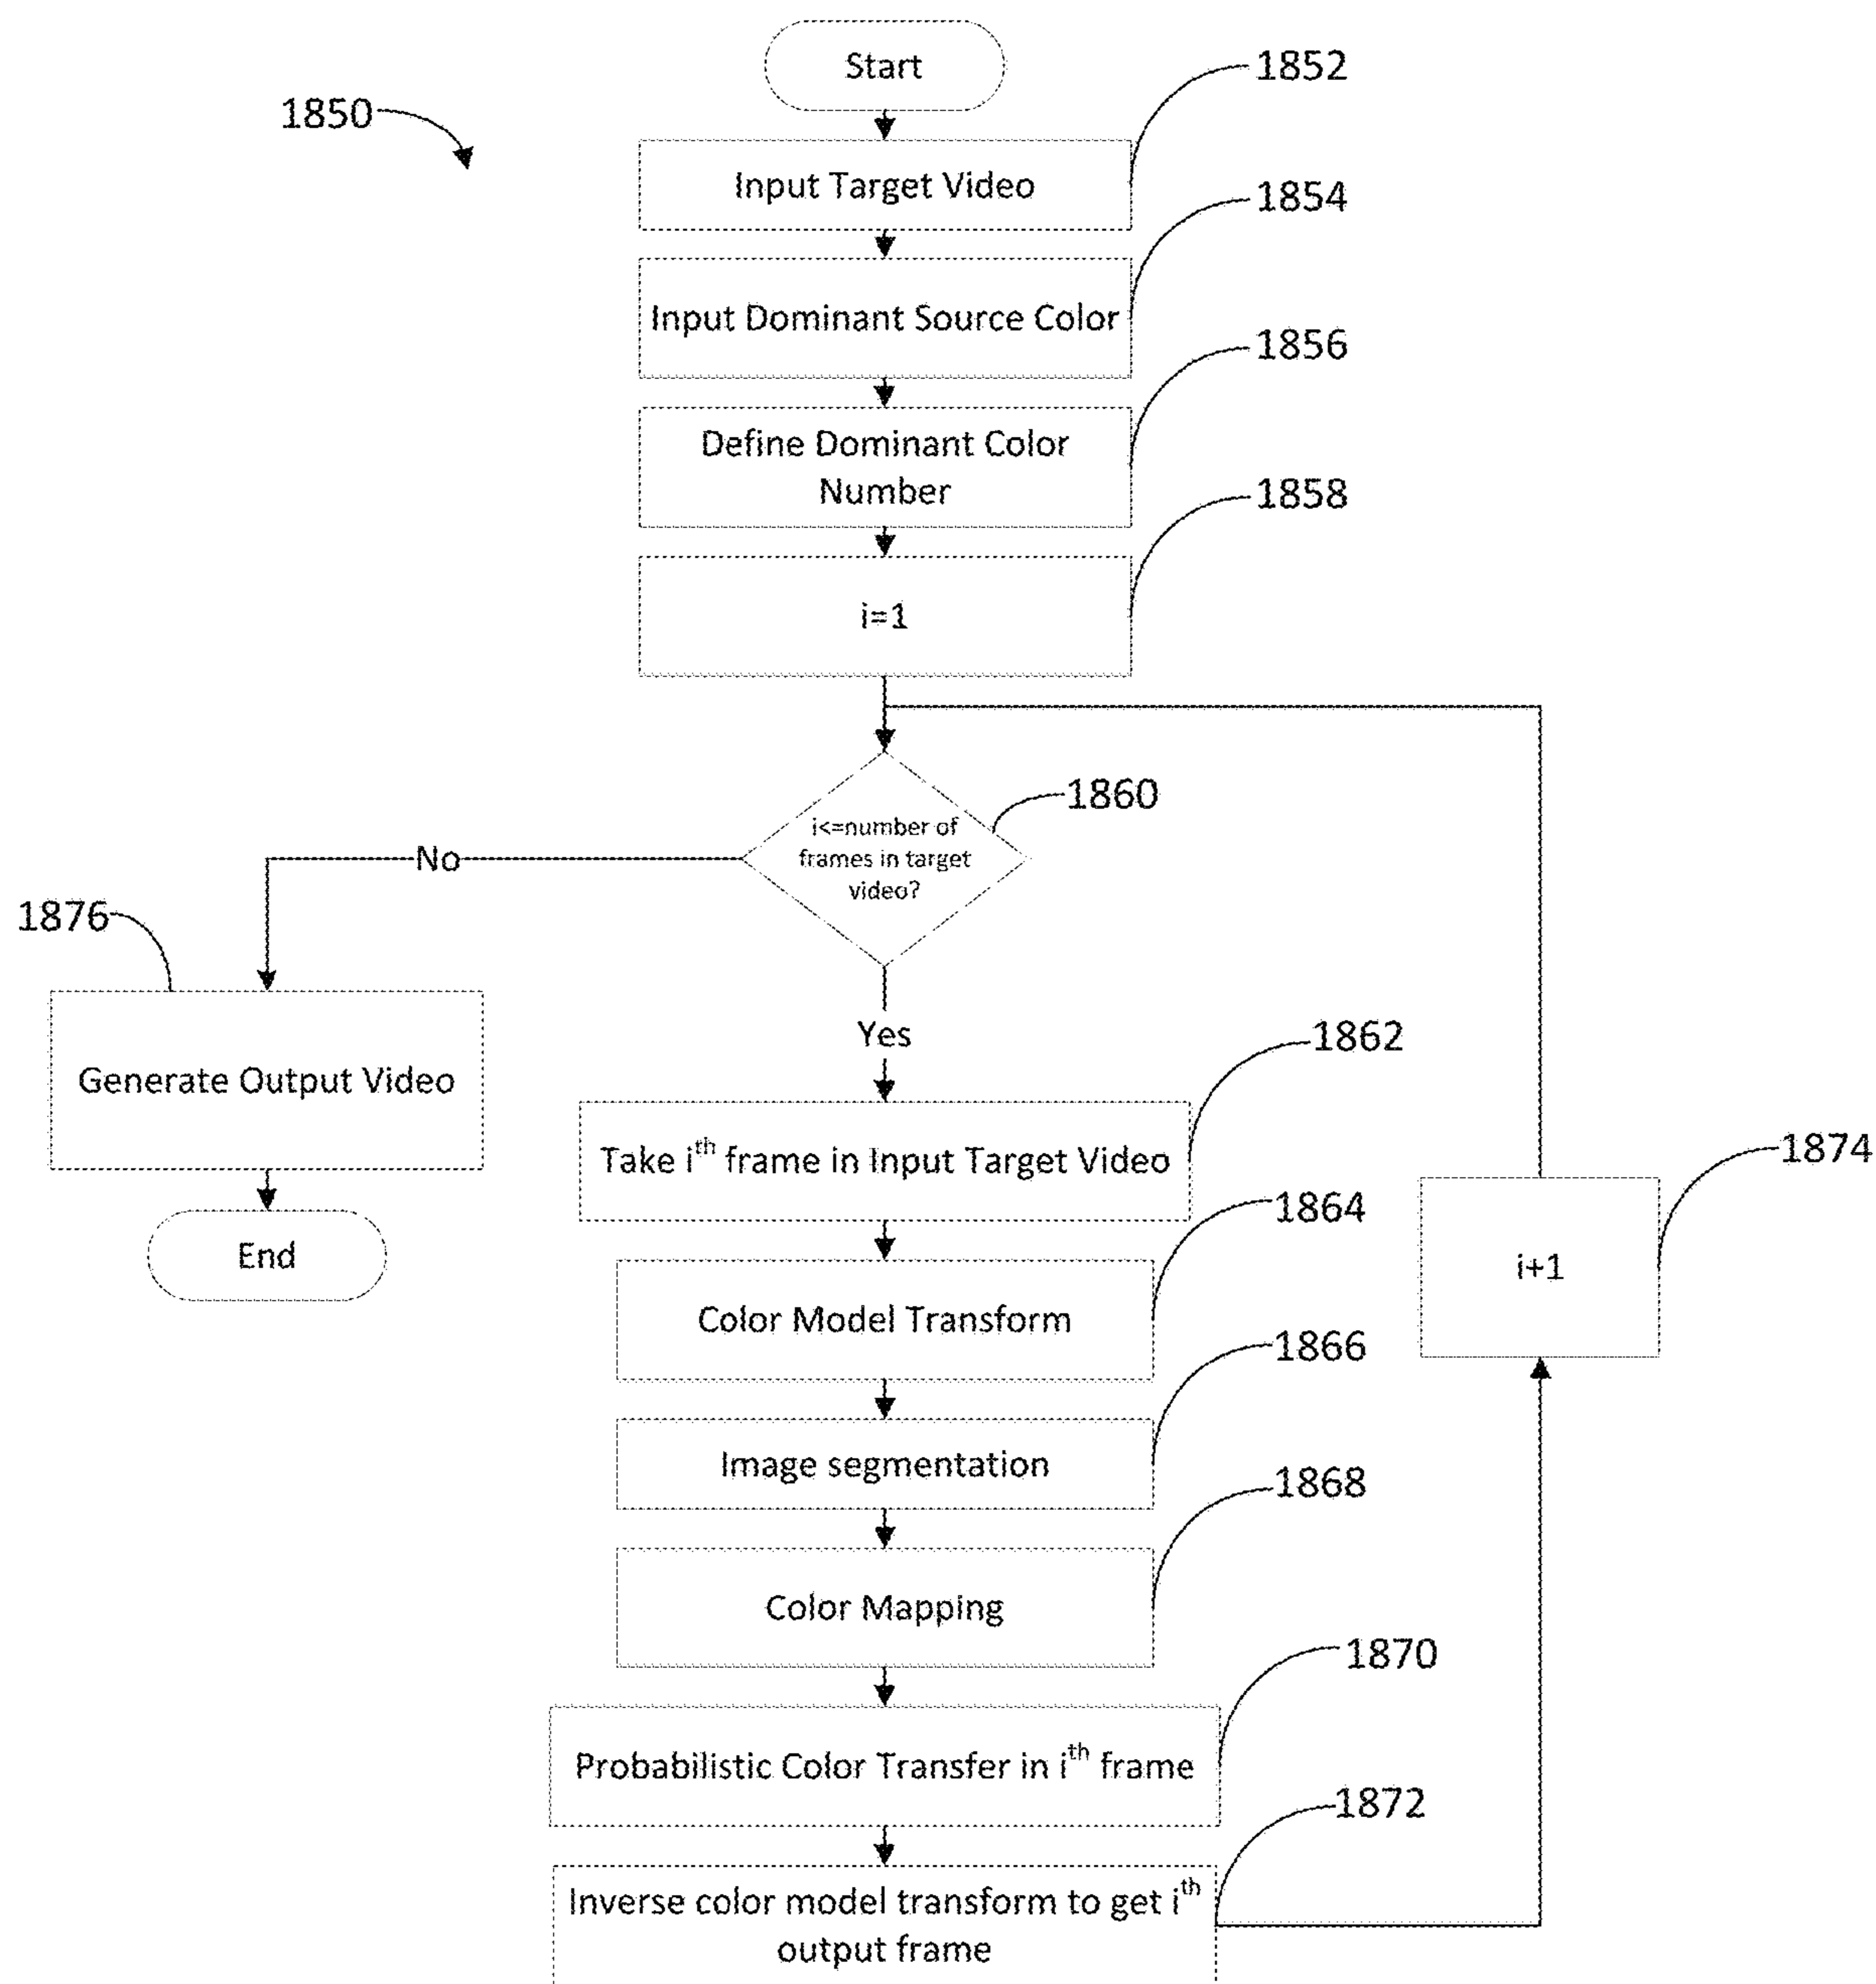 Start
1852
1850
Input Target Video
1854
Input Dominant Source Color
1856
Define Dominant Color
Number
1858
i=1
1860
i<=number of
frames in target
video?
No
1876
Generate Output Video
End
Yes
1862
Take iᵗʰ frame in Input Target Video
1864
Color Model Transform
1866
Image segmentation
1868
Color Mapping
1870
Probabilistic Color Transfer in iᵗʰ frame
1872
Inverse color model transform to get iᵗʰ
output frame
1874
i+1